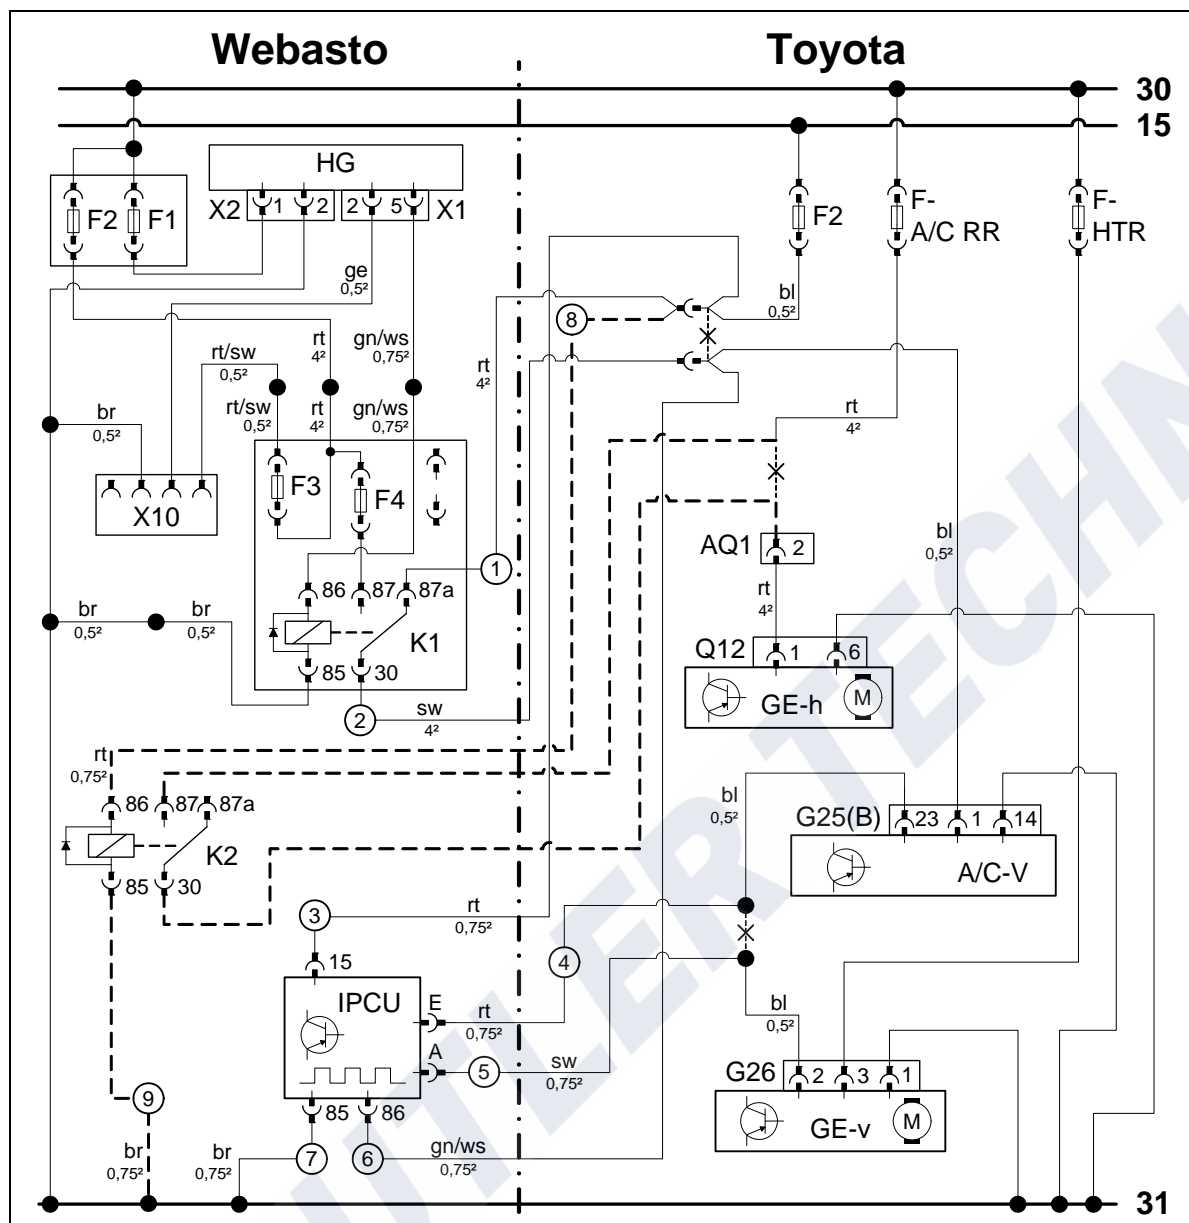 Webasto Toyota
30
15
HG
X2 1 2 2 5 X1
F2 F1
F2
F-
A/C RR
F-
HTR
ge
0,5²
bl
0,5²
8
rt
4²
gn/ws
0,75²
rt
4²
rt/sw
0,5²
br
0,5²
rt/sw
0,5²
rt
4²
gn/ws
0,75²
rt
4²
F3 F4
X10
AQ1 2
bl
0,5²
1
86 87 87a
rt
4²
br
0,5²
br
0,5²
K1
85 30
Q12 1 6
GE-h M
2
sw
4²
rt
0,75²
86 87 87a
K2
85 30
bl
0,5²
G25(B) 23 1 14
A/C-V
3
rt
0,75²
4
15
IPCU E
rt
0,75²
A
5
sw
0,75²
bl
0,5²
G26 2 3 1
GE-v M
9
85 86
br
0,75²
br
0,75²
7
6
gn/ws
0,75²
31
UTLER TECHN